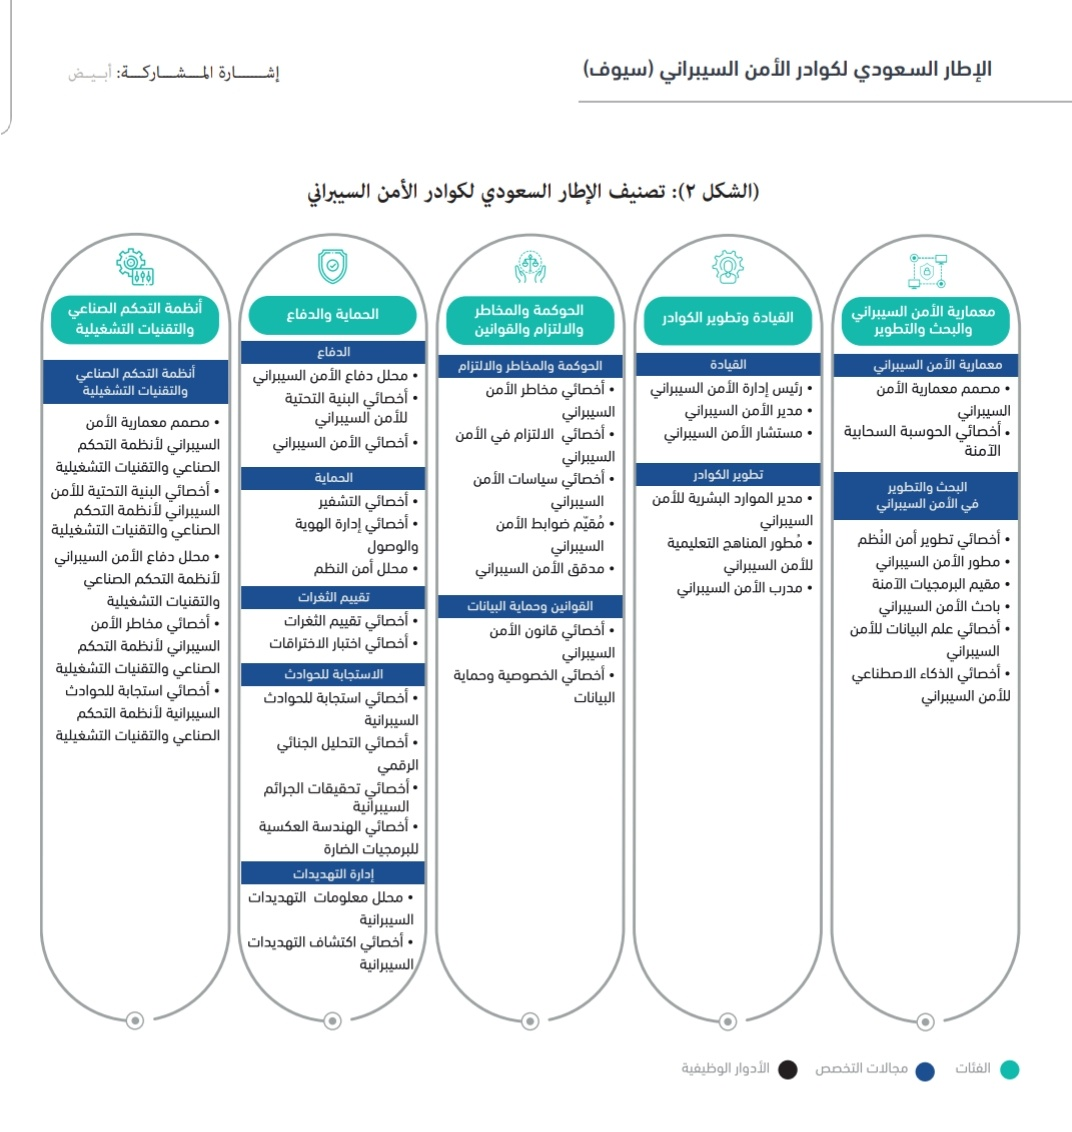 الإطار السعودي لكوادر الأمن السيبراني (سيوف)
إشـــــارة المـــشـــاركـــة: أبـيـض
(الشكل ٢): تصنيف الإطار السعودي لكوادر الأمن السيبراني
معمارية الأمن السيبراني
والبحث والتطوير
معمارية الأمن السيبراني
• مصمم معمارية الأمن
السيبراني
• أخصائي الحوسبة السحابية
الآمنة
البحث والتطوير
في الأمن السيبراني
• أخصائي تطوير أمن النُظم
• مطور الأمن السيبراني
• مقيم البرمجيات الآمنة
• باحث الأمن السيبراني
• أخصائي علم البيانات للأمن
السيبراني
• أخصائي الذكاء الاصطناعي
للأمن السيبراني
القيادة وتطوير الكوادر
القيادة
• رئيس إدارة الأمن السيبراني
• مدير الأمن السيبراني
• مستشار الأمن السيبراني
تطوير الكوادر
• مدير الموارد البشرية للأمن
السيبراني
• مُطور المناهج التعليمية
للأمن السيبراني
• مدرب الأمن السيبراني
الحوكمة والمخاطر
والالتزام والقوانين
الحوكمة والمخاطر والالتزام
• أخصائي مخاطر الأمن
السيبراني
• أخصائي الالتزام في الأمن
السيبراني
• أخصائي سياسات الأمن
السيبراني
• مُقيّم ضوابط الأمن
السيبراني
• مدقق الأمن السيبراني
القوانين وحماية البيانات
• أخصائي قانون الأمن
السيبراني
• أخصائي الخصوصية وحماية
البيانات
الحماية والدفاع
الدفاع
• محلل دفاع الأمن السيبراني
• أخصائي البنية التحتية
للأمن السيبراني
• أخصائي الأمن السيبراني
الحماية
• أخصائي التشفير
• أخصائي إدارة الهوية
والوصول
• محلل أمن النظم
تقييم الثغرات
• أخصائي تقييم الثغرات
• أخصائي اختبار الاختراقات
الاستجابة للحوادث
• أخصائي استجابة للحوادث
السيبرانية
• أخصائي التحليل الجنائي
الرقمي
• أخصائي تحقيقات الجرائم
السيبرانية
• أخصائي الهندسة العكسية
للبرمجيات الضارة
إدارة التهديدات
• محلل معلومات التهديدات
السيبرانية
• أخصائي اكتشاف التهديدات
السيبرانية
أنظمة التحكم الصناعي
والتقنيات التشغيلية
أنظمة التحكم الصناعي
والتقنيات التشغيلية
• مصمم معمارية الأمن
السيبراني لأنظمة التحكم
الصناعي والتقنيات التشغيلية
• أخصائي البنية التحتية للأمن
السيبراني لأنظمة التحكم
الصناعي والتقنيات التشغيلية
• محلل دفاع الأمن السيبراني
لأنظمة التحكم الصناعي
والتقنيات التشغيلية
• أخصائي مخاطر الأمن
السيبراني لأنظمة التحكم
الصناعي والتقنيات التشغيلية
• أخصائي استجابة للحوادث
السيبرانية لأنظمة التحكم
الصناعي والتقنيات التشغيلية
الفئات
مجالات التخصص
الأدوار الوظيفية